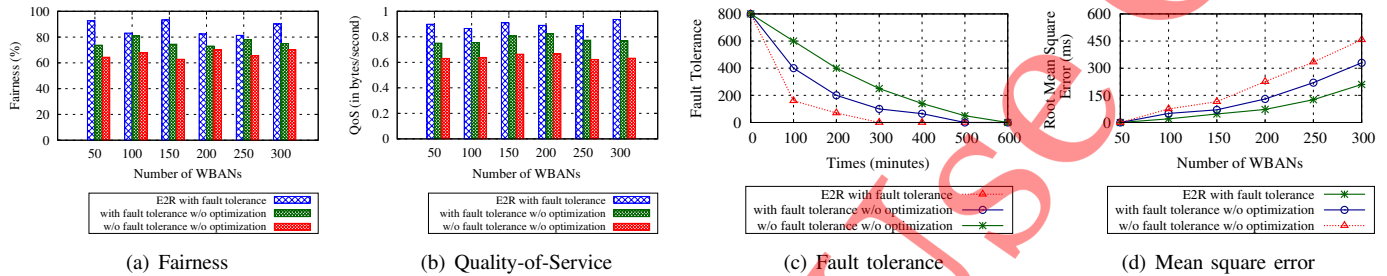 100
80
60
40
20
0
Fairness (%)
50 100 150 200 250 300
Number of WBANs
E2R with fault tolerance
with fault tolerance w/o optimization
w/o fault tolerance w/o optimization
(a) Fairness
1
0.8
0.6
0.4
0.2
0
QoS (in bytes/second)
50 100 150 200 250 300
Number of WBANs
E2R with fault tolerance
with fault tolerance w/o optimization
w/o fault tolerance w/o optimization
(b) Quality-of-Service
800
600
400
200
0
Fault Tolerance
0 100 200 300 400 500 600
Times (minutes)
E2R with fault tolerance
with fault tolerance w/o optimization
w/o fault tolerance w/o optimization
(c) Fault tolerance
600
450
300
150
0
Root Mean Square
Error (ms)
50 100 150 200 250 300
Number of WBANs
E2R with fault tolerance
with fault tolerance w/o optimization
w/o fault tolerance w/o optimization
(d) Mean square error